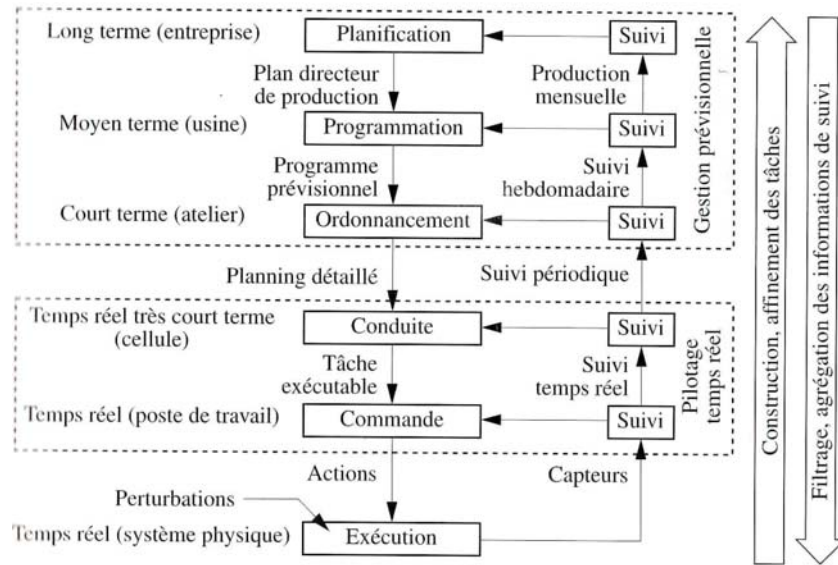 Long terme (entreprise)
Planification
Suivi
Plan directeur
de production
Production
mensuelle
Moyen terme (usine)
Programmation
Suivi
Programme
prévisionnel
Suivi
hebdomadaire
Court terme (atelier)
Ordonnancement
Suivi
Gestion prévisionnelle
Planning détaillé
Suivi périodique
Temps réel très court terme
(cellule)
Conduite
Suivi
Tâche
exécutable
Suivi
temps réel
Temps réel (poste de travail)
Commande
Suivi
Pilotage
temps réel
Actions
Capteurs
Perturbations
Temps réel (système physique)
Exécution
Construction, affinement des tâches
Filtrage, agrégation des informations de suivi